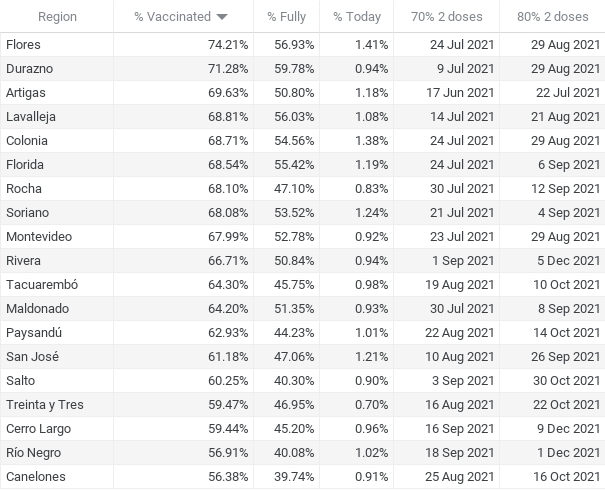 Region % Vaccinated % Fully % Today 70% 2 doses 80% 2 doses
Flores 74.21% 56.93% 1.41% 24 Jul 2021 29 Aug 2021
Durazno 71.28% 59.78% 0.94% 9 Jul 2021 29 Aug 2021
Artigas 69.63% 50.80% 1.18% 17 Jun 2021 22 Jul 2021
Lavalleja 68.81% 56.03% 1.08% 14 Jul 2021 21 Aug 2021
Colonia 68.71% 54.56% 1.38% 24 Jul 2021 29 Aug 2021
Florida 68.54% 55.42% 1.19% 24 Jul 2021 6 Sep 2021
Rocha 68.10% 47.10% 0.83% 30 Jul 2021 12 Sep 2021
Soriano 68.08% 53.52% 1.24% 21 Jul 2021 4 Sep 2021
Montevideo 67.99% 52.78% 0.92% 23 Jul 2021 29 Aug 2021
Rivera 66.71% 50.84% 0.94% 1 Sep 2021 5 Dec 2021
Tacuarembó 64.30% 45.75% 0.98% 19 Aug 2021 10 Oct 2021
Maldonado 64.20% 51.35% 0.93% 30 Jul 2021 8 Sep 2021
Paysandú 62.93% 44.23% 1.01% 22 Aug 2021 14 Oct 2021
San José 61.18% 47.06% 1.21% 10 Aug 2021 26 Sep 2021
Salto 60.25% 40.30% 0.90% 3 Sep 2021 30 Oct 2021
Treinta y Tres 59.47% 46.95% 0.70% 16 Aug 2021 22 Oct 2021
Cerro Largo 59.44% 45.20% 0.96% 16 Sep 2021 9 Dec 2021
Río Negro 56.91% 40.08% 1.02% 18 Sep 2021 1 Dec 2021
Canelones 56.38% 39.74% 0.91% 25 Aug 2021 16 Oct 2021